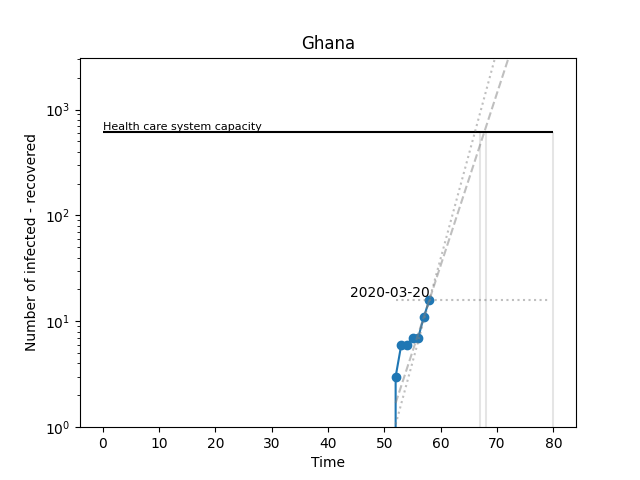 Ghana
Number of infected - recovered
10³
10²
10¹
10⁰
Health care system capacity
2020-03-20
0 10 20 30 40 50 60 70 80
Time